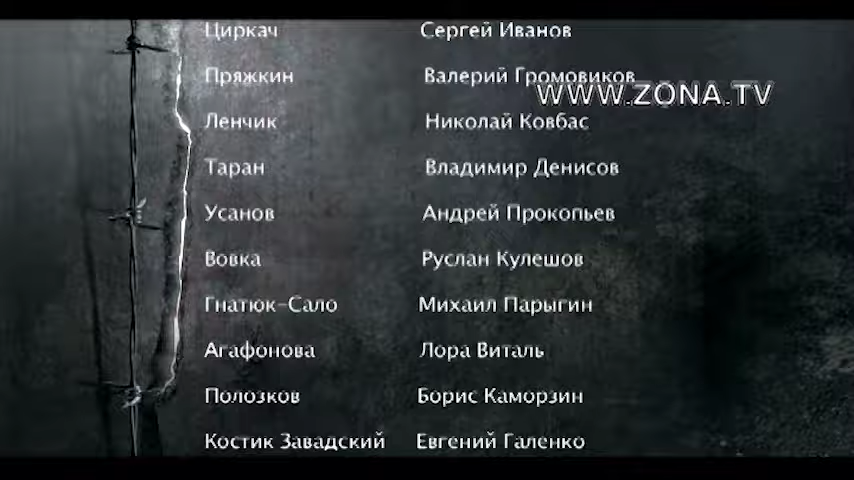 Циркач Сергей Иванов
Пряжкин Валерий Громовиков
WWW.ZONA.TV
Ленчик Николай Ковбас
Таран Владимир Денисов
Усанов Андрей Прокопьев
Вовка Руслан Кулешов
Гнатюк-Сало Михаил Парыгин
Агафонова Лора Виталь
Полозков Борис Каморзин
Костик Завадский Евгений Галенко